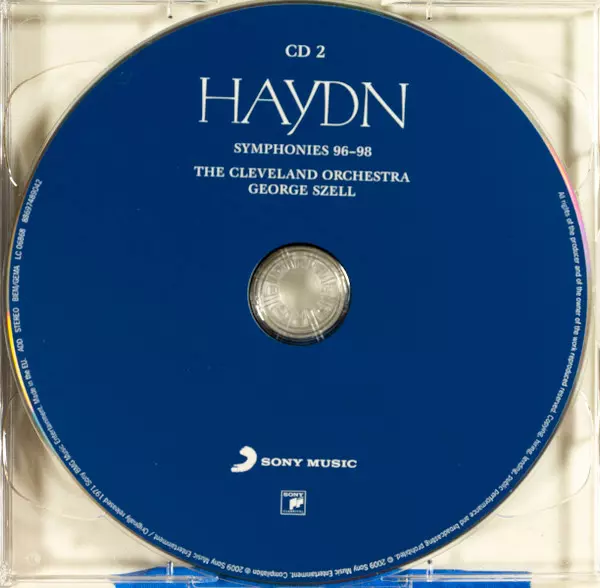 CD 2
HAYDN
SYMPHONIES 96–98
THE CLEVELAND ORCHESTRA
GEORGE SZELL
SONY MUSIC
SONY
CLASSICAL
All rights of the producer and of the owner of the work reproduced reserved. Copying, hiring, lending, public performance and broadcasting prohibited. ℗ 2009 Sony Music Entertainment. Compilation ℗ 2009 Sony Music Entertainment / Originally released 1971 Sony BMG Music Entertainment. Made in the EU. ADD STEREO BIEM/GEMA LC 06868 88697489042